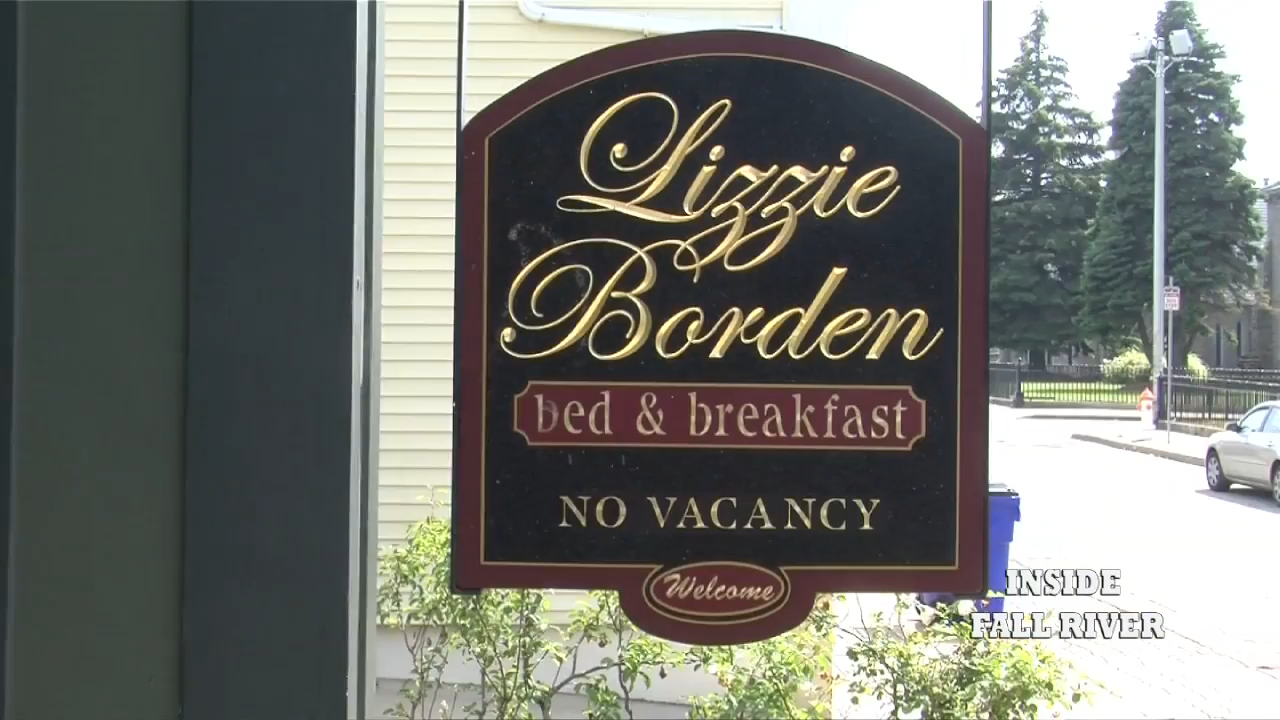 Lizzie
Borden
bed & breakfast
NO VACANCY
Welcome
INSIDE
FALL RIVER